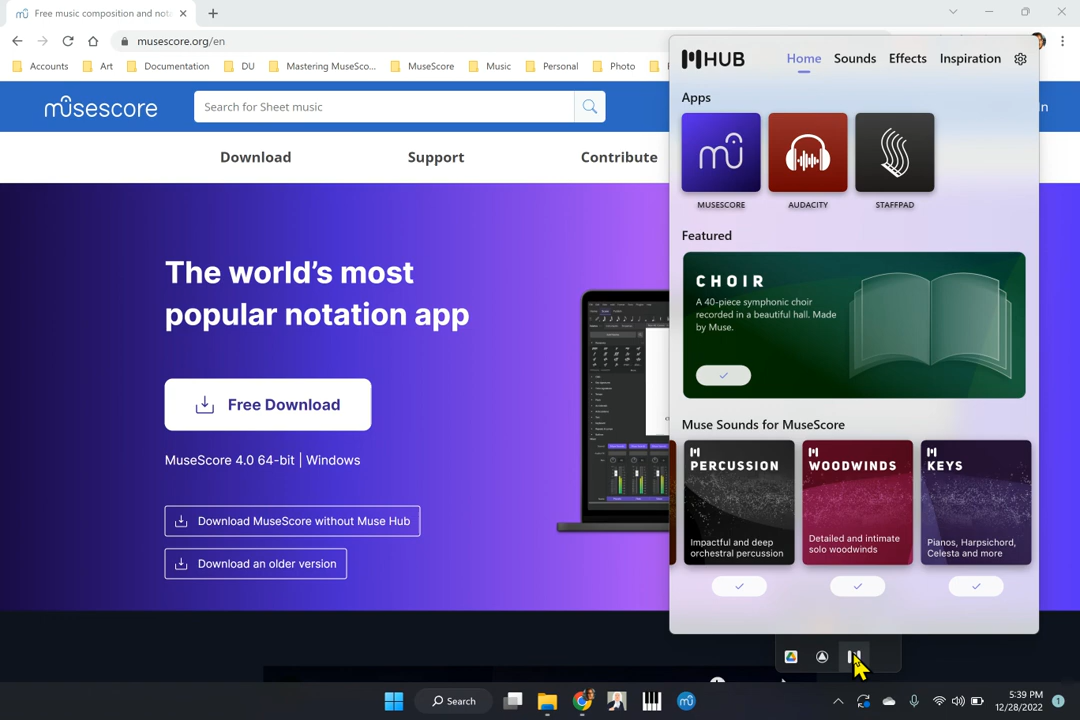 Free music composition and nota
musescore.org/en
Accounts
Art
Documentation
DU
Mastering MuseSco...
MuseScore
Music
Personal
Photo
musescore
Search for Sheet music
In
Download
Support
Contribute
The world's most
popular notation app
Free Download
MuseScore 4.0 64-bit | Windows
Download MuseScore without Muse Hub
Download an older version
HUB
Home
Sounds
Effects
Inspiration
Apps
MUSESCORE
AUDACITY
STAFFPAD
Featured
CHOIR
A 40-piece symphonic choir
recorded in a beautiful hall. Made
by Muse.
Muse Sounds for MuseScore
PERCUSSION
Impactful and deep
orchestral percussion
WOODWINDS
Detailed and intimate
solo woodwinds
KEYS
Pianos, Harpsichord,
Celesta and more
Search
5:39 PM
12/28/2022
1